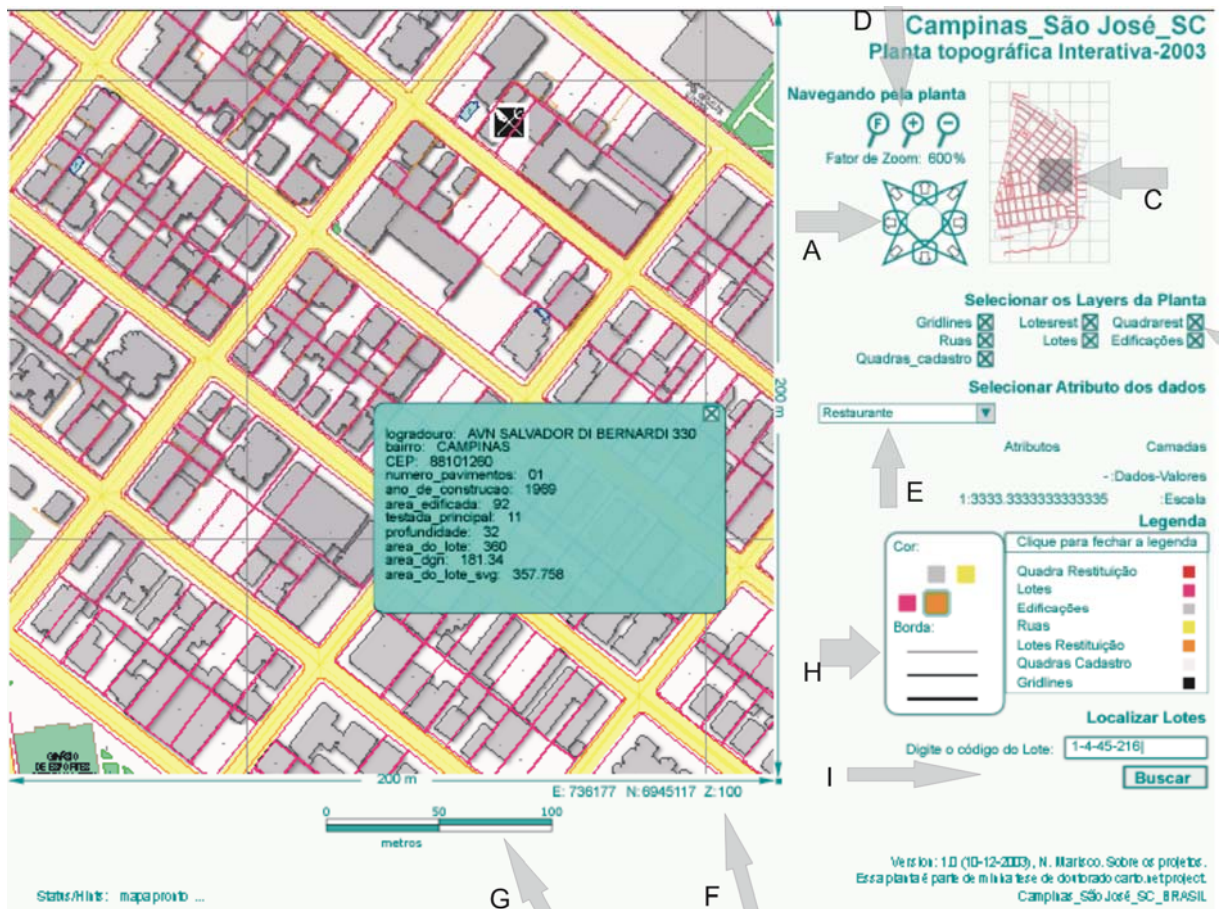 D
Campinas_São José_SC
Planta topográfica Interativa-2003
Navegando pela planta
F + −
Fator de Zoom: 600%
A
C
Selecionar os Layers da Planta
Gridlines Lotesrest Quadrarest
Ruas Lotes Edificações
Quadras_cadastro
Selecionar Atributo dos dados
Restaurante
E
Atributos Camadas
-:Dados-Valores
1:3333.3333333333335 :Escala
Legenda
Clique para fechar a legenda
Cor:
Borda:
Quadra Restituição
Lotes
Edificações
Ruas
Lotes Restituição
Quadras Cadastro
Gridlines
H
Localizar Lotes
Digite o código do Lote: 1-4-45-216
I
Buscar
logradouro: AVN SALVADOR DI BERNARDI 330
bairro: CAMPINAS
CEP: 88101260
numero_pavimentos: 01
ano_de_construcao: 1969
area_edificada: 92
testada_principal: 11
profundidade: 32
area_do_lote: 360
area_dgn: 181.34
area_do_lote_svg: 357.758
200 m
DE ESPORTES
200 m
E: 736177 N:6945117 Z:100
0 50 100
metros
G
F
Status/Hints: mapa pronto ...
Version: 1.0 (10-12-2003), N. Marisco. Sobre os projetos.
Essa planta é parte de minha tese de doutorado carto.net project.
Campinas_São José_SC_BRASIL